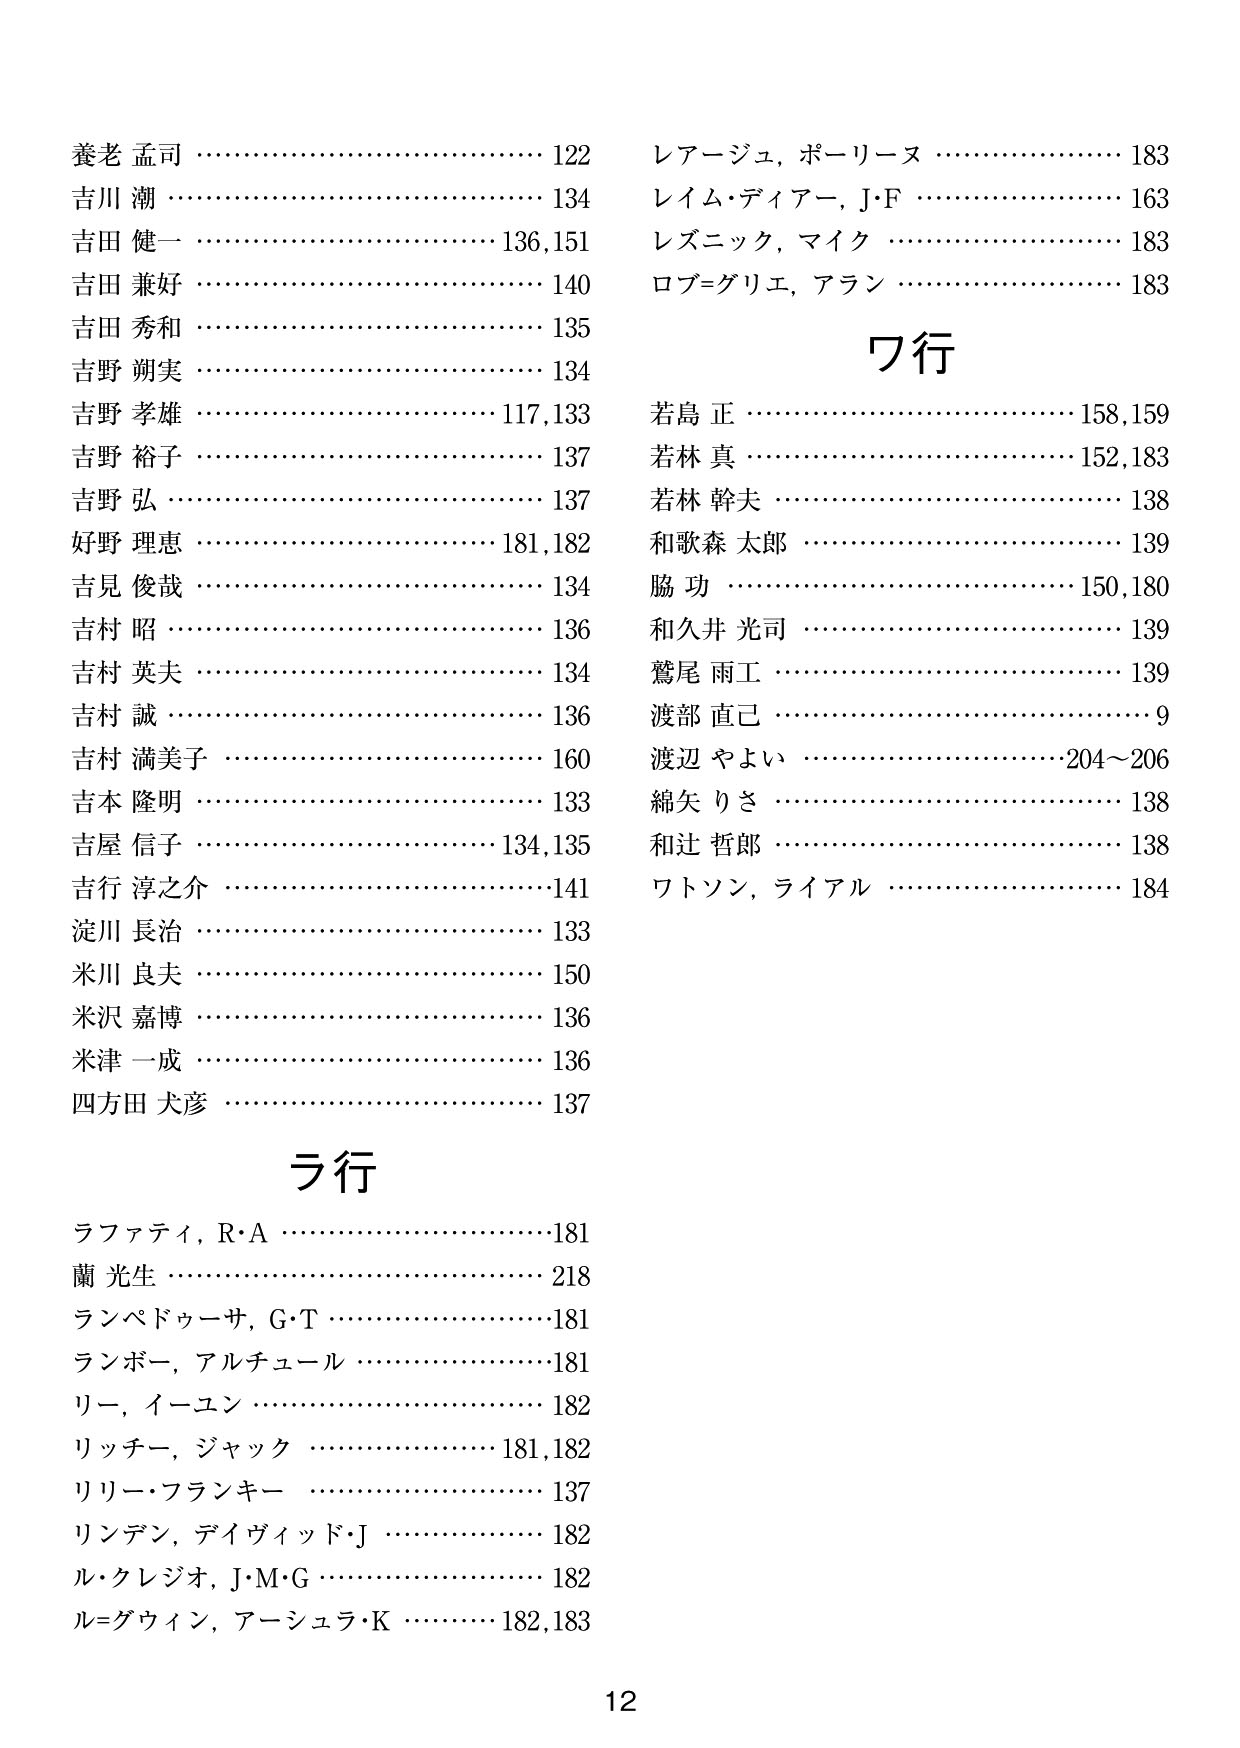 養老 孟司 …………………………………… 122
吉川 潮 ……………………………………… 134
吉田 健一 ………………………………136,151
吉田 兼好 …………………………………… 140
吉田 秀和 …………………………………… 135
吉野 朔実 …………………………………… 134
吉野 孝雄 ………………………………117,133
吉野 裕子 …………………………………… 137
吉野 弘 ……………………………………… 137
好野 理恵 ………………………………181,182
吉見 俊哉 …………………………………… 134
吉村 昭 ……………………………………… 136
吉村 英夫 …………………………………… 134
吉村 誠 ……………………………………… 136
吉村 満美子 ………………………………… 160
吉本 隆明 …………………………………… 133
吉屋 信子 ………………………………134,135
吉行 淳之介 …………………………………141
淀川 長治 …………………………………… 133
米川 良夫 …………………………………… 150
米沢 嘉博 …………………………………… 136
米津 一成 …………………………………… 136
四方田 犬彦 ………………………………… 137
ラ行
ラファティ, R・A ……………………………181
蘭 光生 ……………………………………… 218
ランペドゥーサ, G・T ………………………181
ランボー, アルチュール ……………………181
リー, イーユン ……………………………… 182
リッチー, ジャック …………………181,182
リリー・フランキー ………………………… 137
リンデン, デイヴィッド・J ……………… 182
ル・クレジオ, J・M・G ……………………… 182
ル=グウィン, アーシュラ・K …………182,183
レアージュ, ポーリーヌ …………………… 183
レイム・ディアー, J・F ……………………… 163
レズニック, マイク ………………………… 183
ロブ=グリエ, アラン ……………………… 183
ワ行
若島 正 …………………………………158,159
若林 真 …………………………………152,183
若林 幹夫 …………………………………… 138
和歌森 太郎 ………………………………… 139
脇 功 ……………………………………150,180
和久井 光司 ………………………………… 139
鷲尾 雨工 …………………………………… 139
渡部 直己 ……………………………………… 9
渡辺 やよい …………………………204〜206
綿矢 りさ …………………………………… 138
和辻 哲郎 …………………………………… 138
ワトソン, ライアル ………………………… 184
12